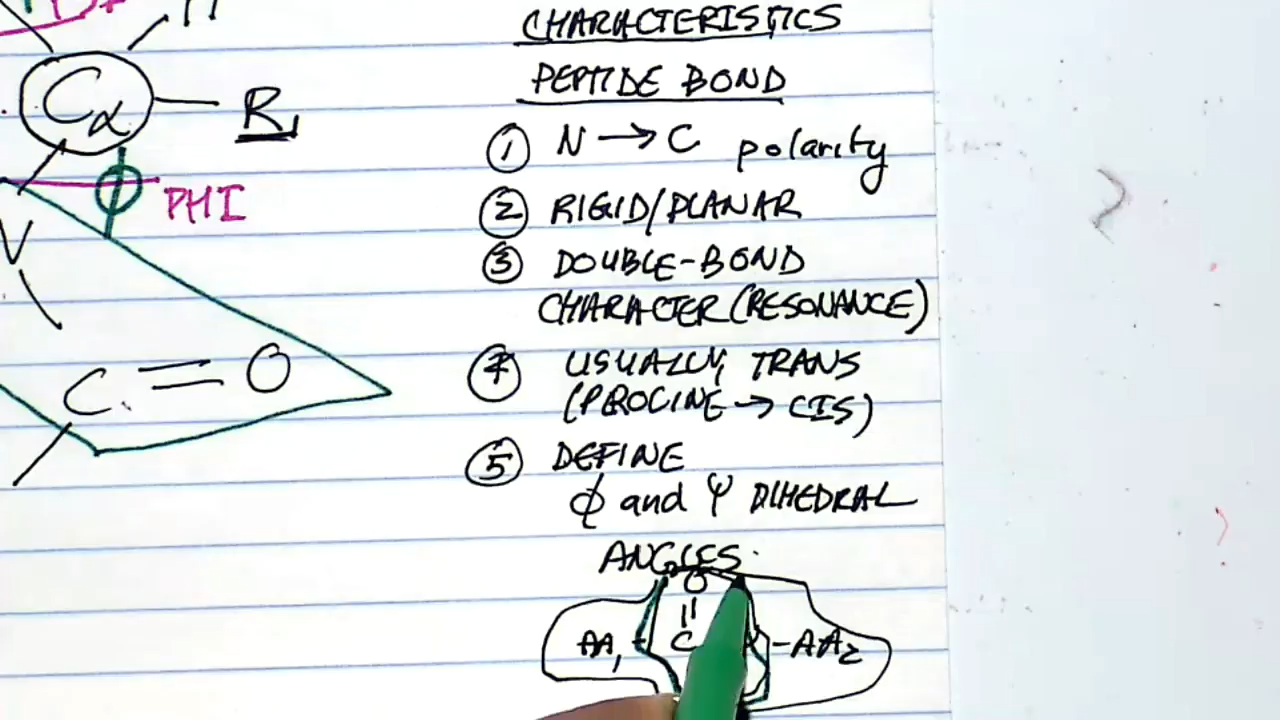 Cα
R
ϕ
PHI
C = O
CHARACTERISTICS
PEPTIDE BOND
① N → C polarity
② RIGID/PLANAR
③ DOUBLE-BOND
CHARACTER (RESONANCE)
④ USUALLY TRANS
(PROLINE → CIS)
⑤ DEFINE
ϕ and Ψ DIHEDRAL
ANGLES.
O
AA1 - C - AA2